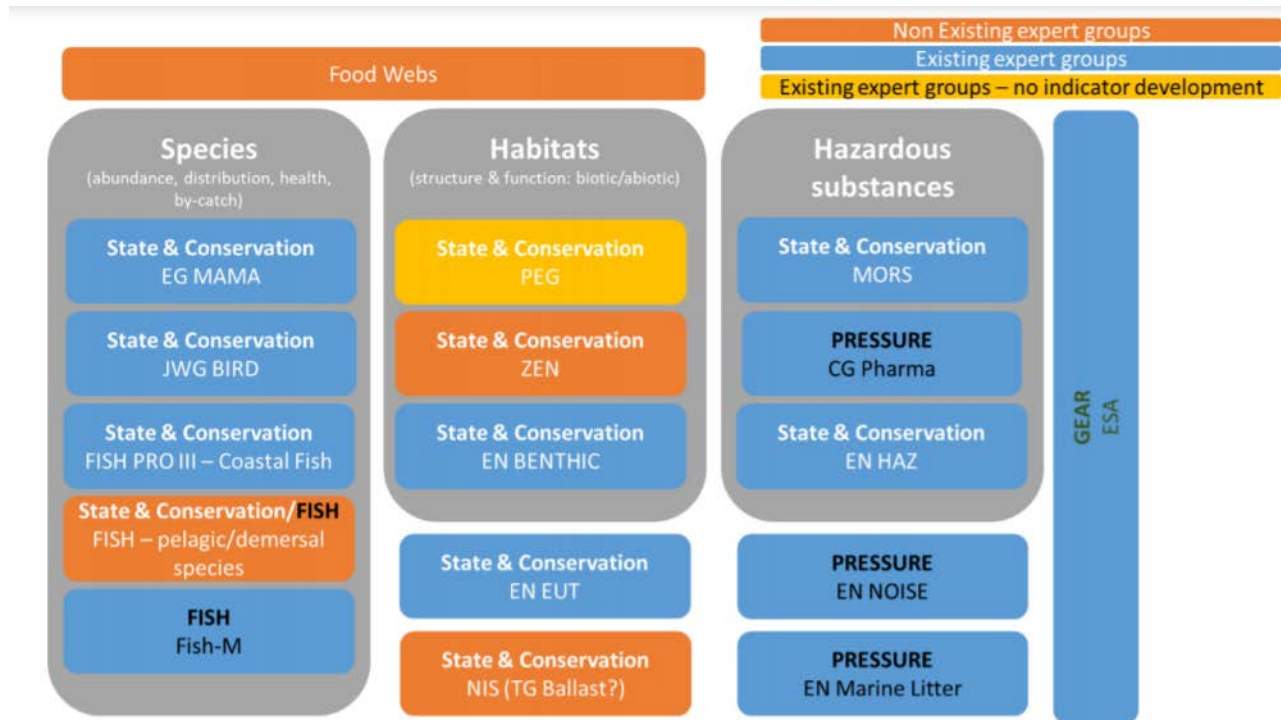 Non Existing expert groups
Existing expert groups
Existing expert groups – no indicator development
Food Webs
Species
(abundance, distribution, health,
by-catch)
State & Conservation
EG MAMA
State & Conservation
JWG BIRD
State & Conservation
FISH PRO III – Coastal Fish
State & Conservation/FISH
FISH – pelagic/demersal
species
FISH
Fish-M
Habitats
(structure & function: biotic/abiotic)
State & Conservation
PEG
State & Conservation
ZEN
State & Conservation
EN BENTHIC
State & Conservation
EN EUT
State & Conservation
NIS (TG Ballast?)
Hazardous
substances
State & Conservation
MORS
PRESSURE
CG Pharma
State & Conservation
EN HAZ
PRESSURE
EN NOISE
PRESSURE
EN Marine Litter
GEAR
ESA